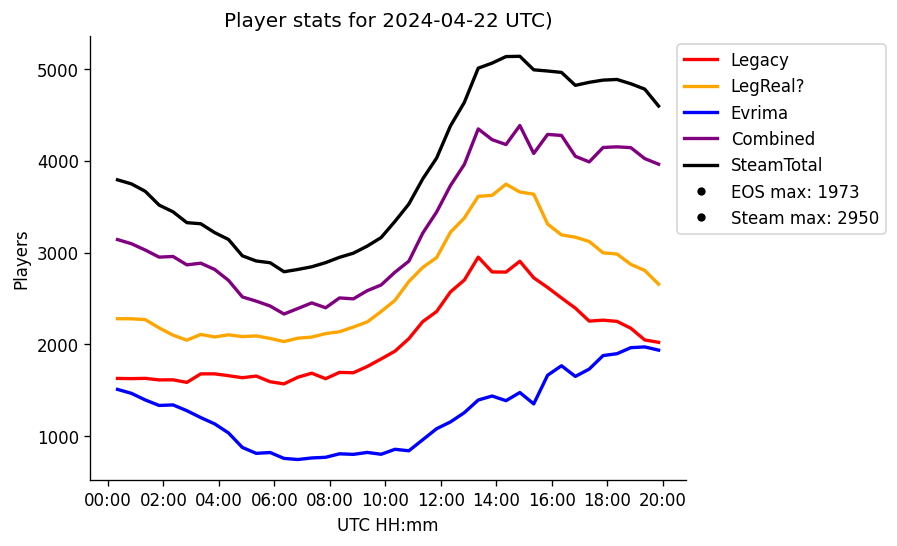 Player stats for 2024-04-22 UTC)
Players
5000
4000
3000
2000
1000
00:00 02:00 04:00 06:00 08:00 10:00 12:00 14:00 16:00 18:00 20:00
UTC HH:mm
Legacy
LegReal?
Evrima
Combined
SteamTotal
EOS max: 1973
Steam max: 2950